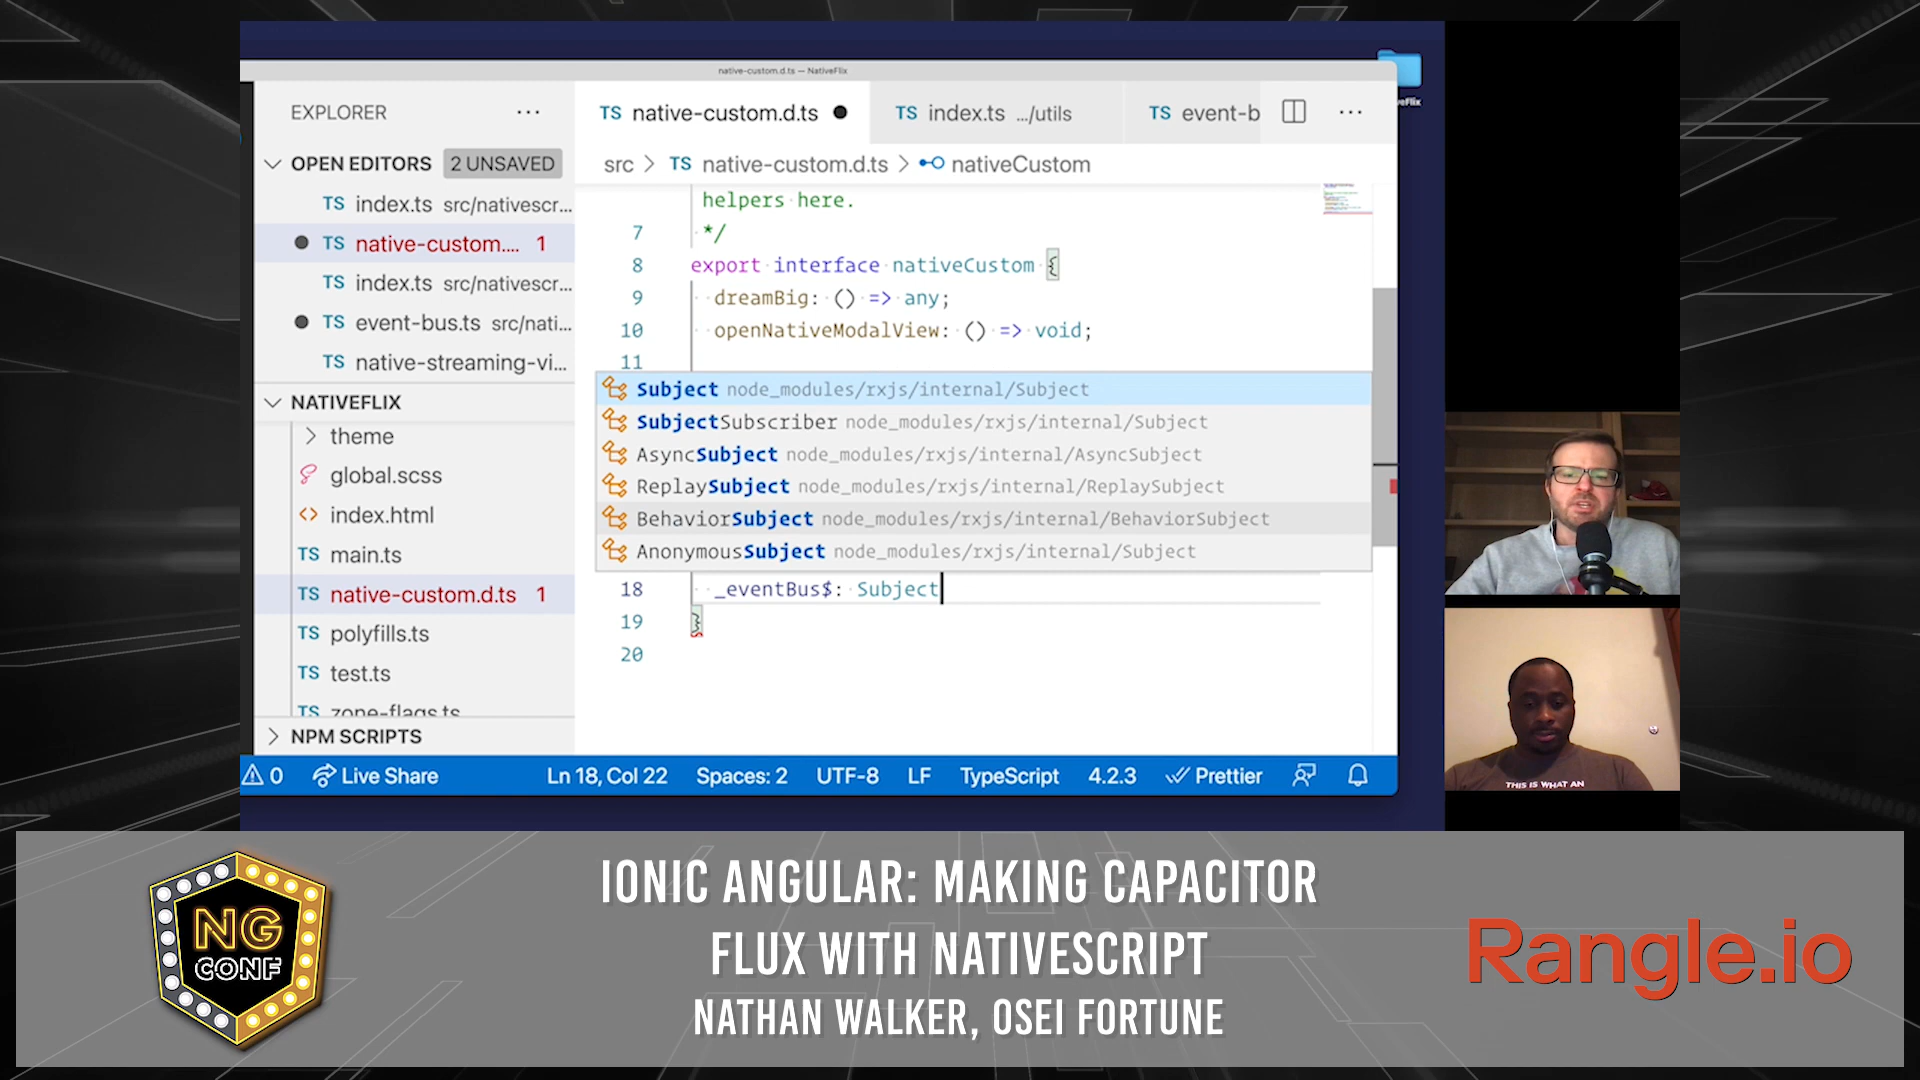 native-custom.d.ts — NativeFlix
EXPLORER ...
TS native-custom.d.ts
TS index.ts .../utils
TS event-b
...
OPEN EDITORS 2 UNSAVED
src > TS native-custom.d.ts > nativeCustom
TS index.ts src/nativescr...
TS native-custom.... 1
TS index.ts src/nativescr...
TS event-bus.ts src/nati...
TS native-streaming-vi...
NATIVEFLIX
theme
global.scss
index.html
TS main.ts
TS native-custom.d.ts 1
TS polyfills.ts
TS test.ts
TS zone-flags.ts
NPM SCRIPTS
helpers here.
7 */
8 export interface nativeCustom {
9 dreamBig: () => any;
10 openNativeModalView: () => void;
11
Subject node_modules/rxjs/internal/Subject
SubjectSubscriber node_modules/rxjs/internal/Subject
AsyncSubject node_modules/rxjs/internal/AsyncSubject
ReplaySubject node_modules/rxjs/internal/ReplaySubject
BehaviorSubject node_modules/rxjs/internal/BehaviorSubject
AnonymousSubject node_modules/rxjs/internal/Subject
18 _eventBus$: Subject
19 }
20
0 Live Share Ln 18, Col 22 Spaces: 2 UTF-8 LF TypeScript 4.2.3 Prettier
THIS IS WHAT AN
NG
CONF
IONIC ANGULAR: MAKING CAPACITOR
FLUX WITH NATIVESCRIPT
NATHAN WALKER, OSEI FORTUNE
Rangle.io